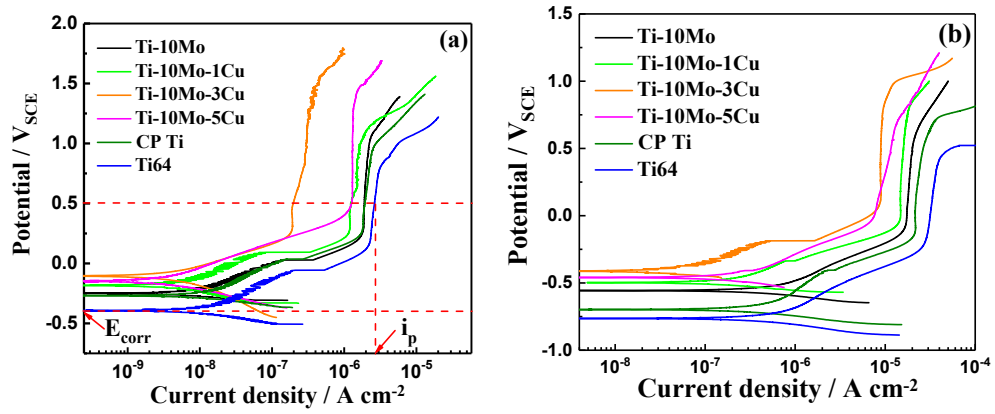 (a)
Ti-10Mo
Ti-10Mo-1Cu
Ti-10Mo-3Cu
Ti-10Mo-5Cu
CP Ti
Ti64
Potential / V_SCE
2.0
1.5
1.0
0.5
0.0
-0.5
E_corr
i_p
10⁻⁹
10⁻⁸
10⁻⁷
10⁻⁶
10⁻⁵
Current density / A cm⁻²
(b)
Ti-10Mo
Ti-10Mo-1Cu
Ti-10Mo-3Cu
Ti-10Mo-5Cu
CP Ti
Ti64
Potential / V_SCE
1.5
1.0
0.5
0.0
-0.5
-1.0
10⁻⁸
10⁻⁷
10⁻⁶
10⁻⁵
10⁻⁴
Current density / A cm⁻²